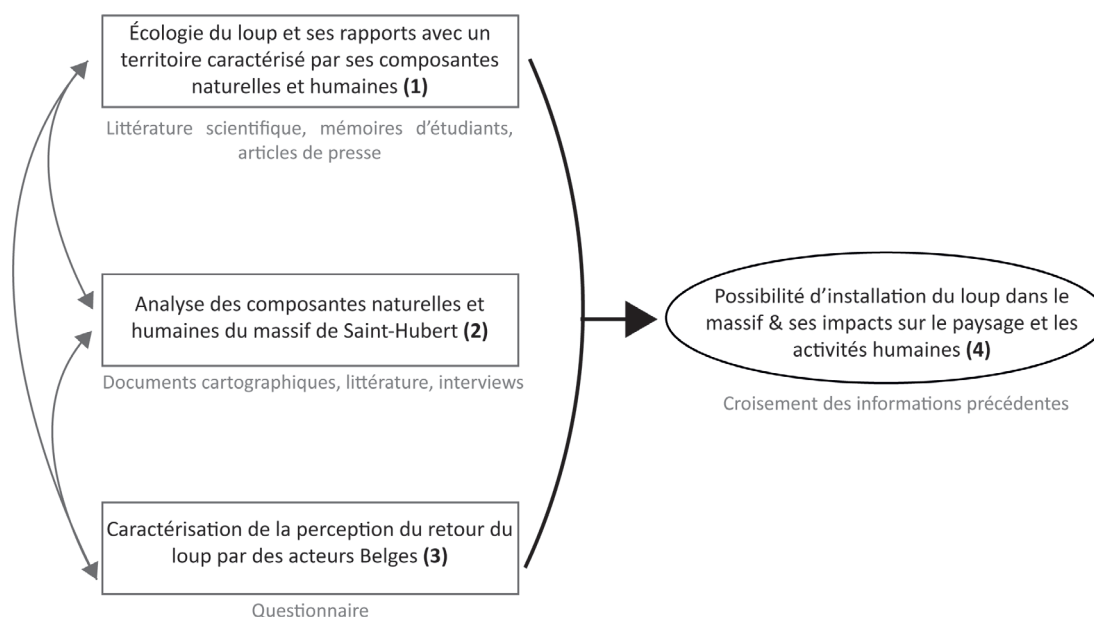 Écologie du loup et ses rapports avec un
territoire caractérisé par ses composantes
naturelles et humaines (1)
Littérature scientifique, mémoires d'étudiants,
articles de presse
Analyse des composantes naturelles et
humaines du massif de Saint-Hubert (2)
Documents cartographiques, littérature, interviews
Caractérisation de la perception du retour du
loup par des acteurs Belges (3)
Questionnaire
Possibilité d'installation du loup dans le
massif & ses impacts sur le paysage et les
activités humaines (4)
Croisement des informations précédentes